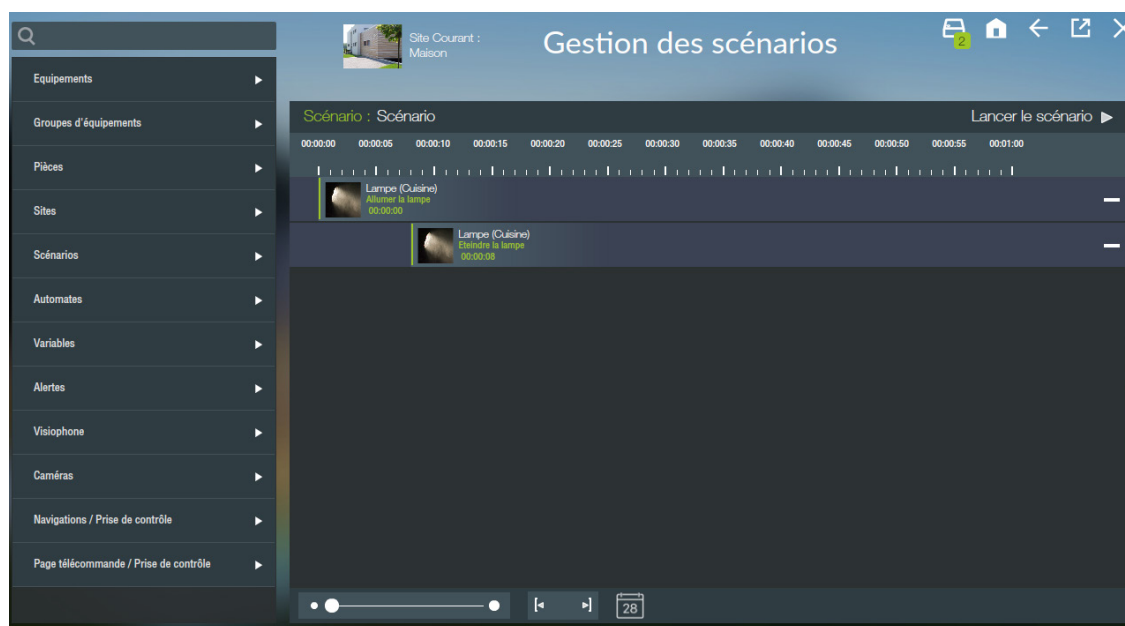 Site Courant :
Maison
Gestion des scénarios
2
Equipements
Groupes d'équipements
Pièces
Sites
Scénarios
Automates
Variables
Alertes
Visiophone
Caméras
Navigations / Prise de contrôle
Page télécommande / Prise de contrôle
Scénario : Scénario
Lancer le scénario
00:00:00 00:00:05 00:00:10 00:00:15 00:00:20 00:00:25 00:00:30 00:00:35 00:00:40 00:00:45 00:00:50 00:00:55 00:01:00
Lampe (Cuisine)
Allumer la lampe
00:00:00
Lampe (Cuisine)
Eteindre la lampe
00:00:08
28